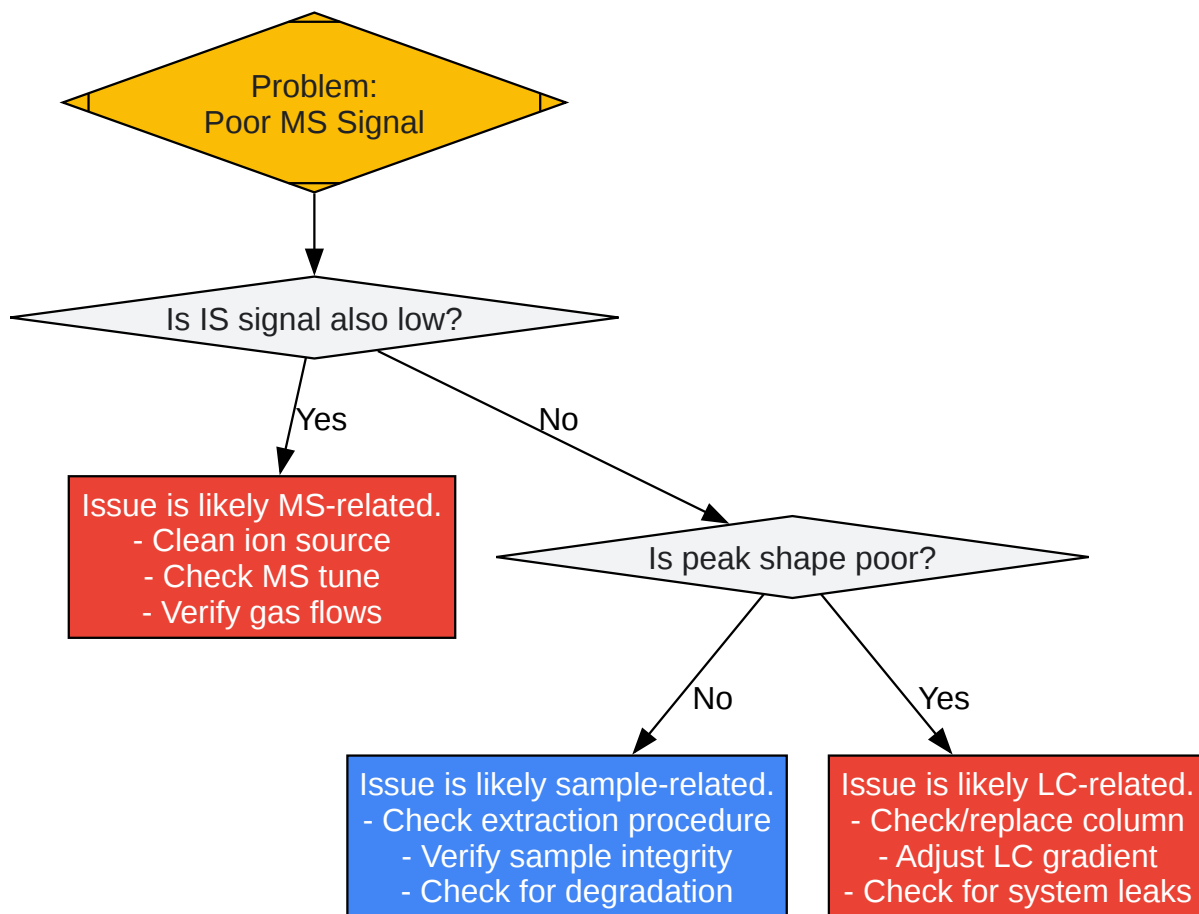 Problem:
Poor MS Signal
Is IS signal also low?
Yes
No
Issue is likely MS-related.
- Clean ion source
- Check MS tune
- Verify gas flows
Is peak shape poor?
No
Yes
Issue is likely sample-related.
- Check extraction procedure
- Verify sample integrity
- Check for degradation
Issue is likely LC-related.
- Check/replace column
- Adjust LC gradient
- Check for system leaks